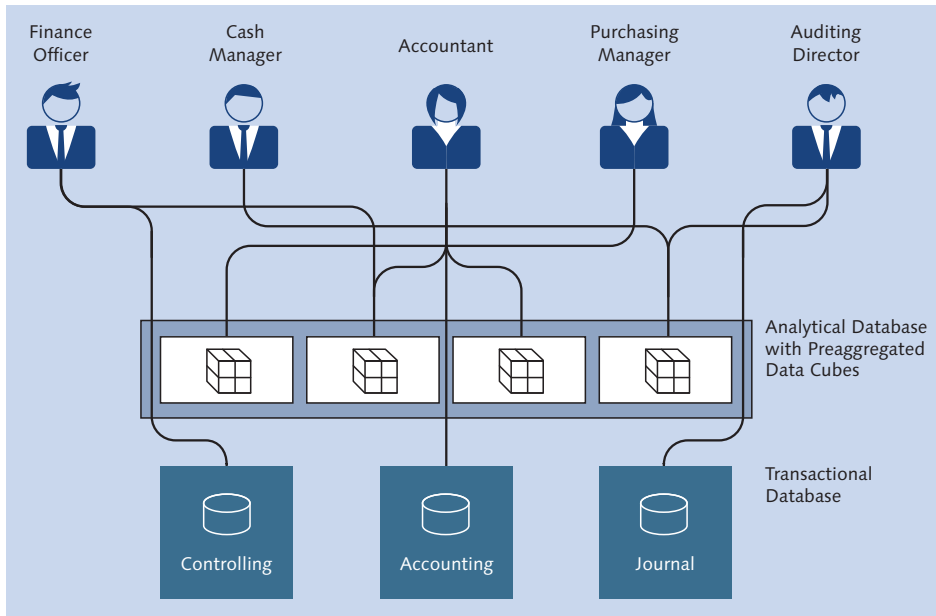 Finance
Officer
Cash
Manager
Accountant
Purchasing
Manager
Auditing
Director
Analytical Database
with Preaggregated
Data Cubes
Transactional
Database
Controlling
Accounting
Journal